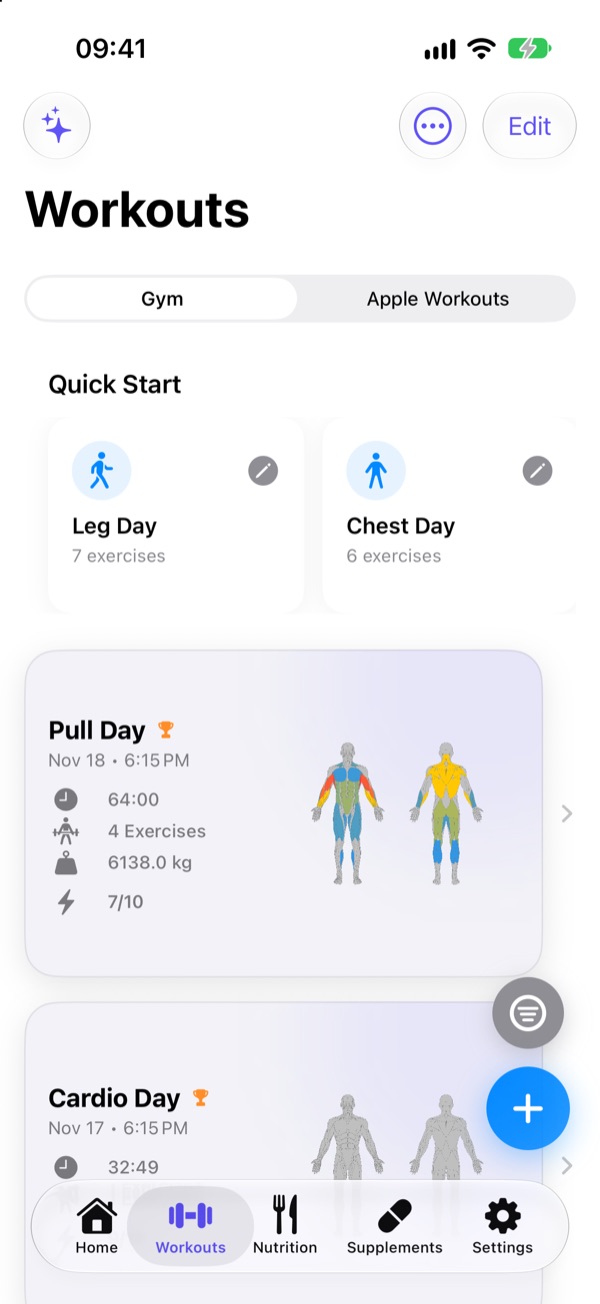 09:41
Edit
Workouts
Gym
Apple Workouts
Quick Start
Leg Day
7 exercises
Chest Day
6 exercises
Pull Day
Nov 18 • 6:15 PM
64:00
4 Exercises
6138.0 kg
7/10
Cardio Day
Nov 17 • 6:15 PM
32:49
Home
Workouts
Nutrition
Supplements
Settings